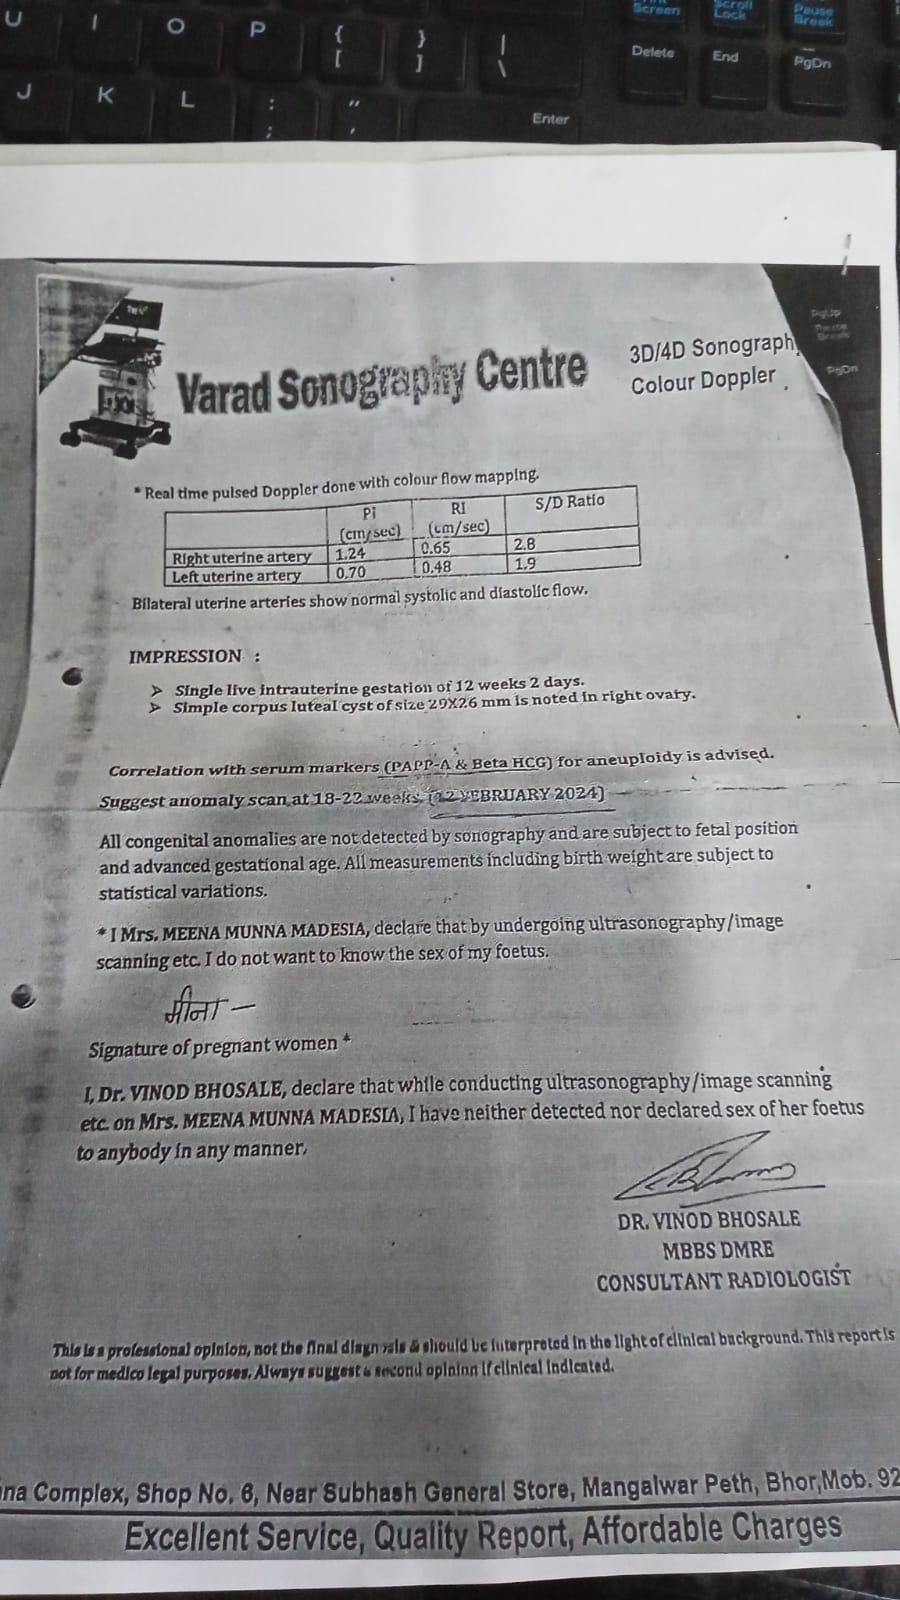 U I O P { [ } ] | \ Screen Scroll Lock Pause Break
Delete End PgDn
J K L : ; " ' Enter
PgDn
3D/4D Sonography
Varad Sonography Centre
Colour Doppler
* Real time pulsed Doppler done with colour flow mapping.
Pi (cm/sec) RI (cm/sec) S/D Ratio
Right uterine artery 1.24 0.65 2.8
Left uterine artery 0.70 0.48 1.9
Bilateral uterine arteries show normal systolic and diastolic flow.
IMPRESSION :
➢ Single live intrauterine gestation of 12 weeks 2 days.
➢ Simple corpus luteal cyst of size 29X26 mm is noted in right ovary.
Correlation with serum markers (PAPP-A & Beta HCG) for aneuploidy is advised.
Suggest anomaly scan at 18-22 weeks. (12 FEBRUARY 2024)
All congenital anomalies are not detected by sonography and are subject to fetal position
and advanced gestational age. All measurements including birth weight are subject to
statistical variations.
* I Mrs. MEENA MUNNA MADESIA, declare that by undergoing ultrasonography/image
scanning etc. I do not want to know the sex of my foetus.
मीना —
Signature of pregnant women *
I, Dr. VINOD BHOSALE, declare that while conducting ultrasonography/image scanning
etc. on Mrs. MEENA MUNNA MADESIA, I have neither detected nor declared sex of her foetus
to anybody in any manner.
DR. VINOD BHOSALE
MBBS DMRE
CONSULTANT RADIOLOGIST
This is a professional opinion, not the final diagnosis & should be interpreted in the light of clinical background. This report is
not for medico legal purposes. Always suggest a second opinion if clinical indicated.
na Complex, Shop No. 6, Near Subhash General Store, Mangalwar Peth, Bhor,Mob. 92
Excellent Service, Quality Report, Affordable Charges